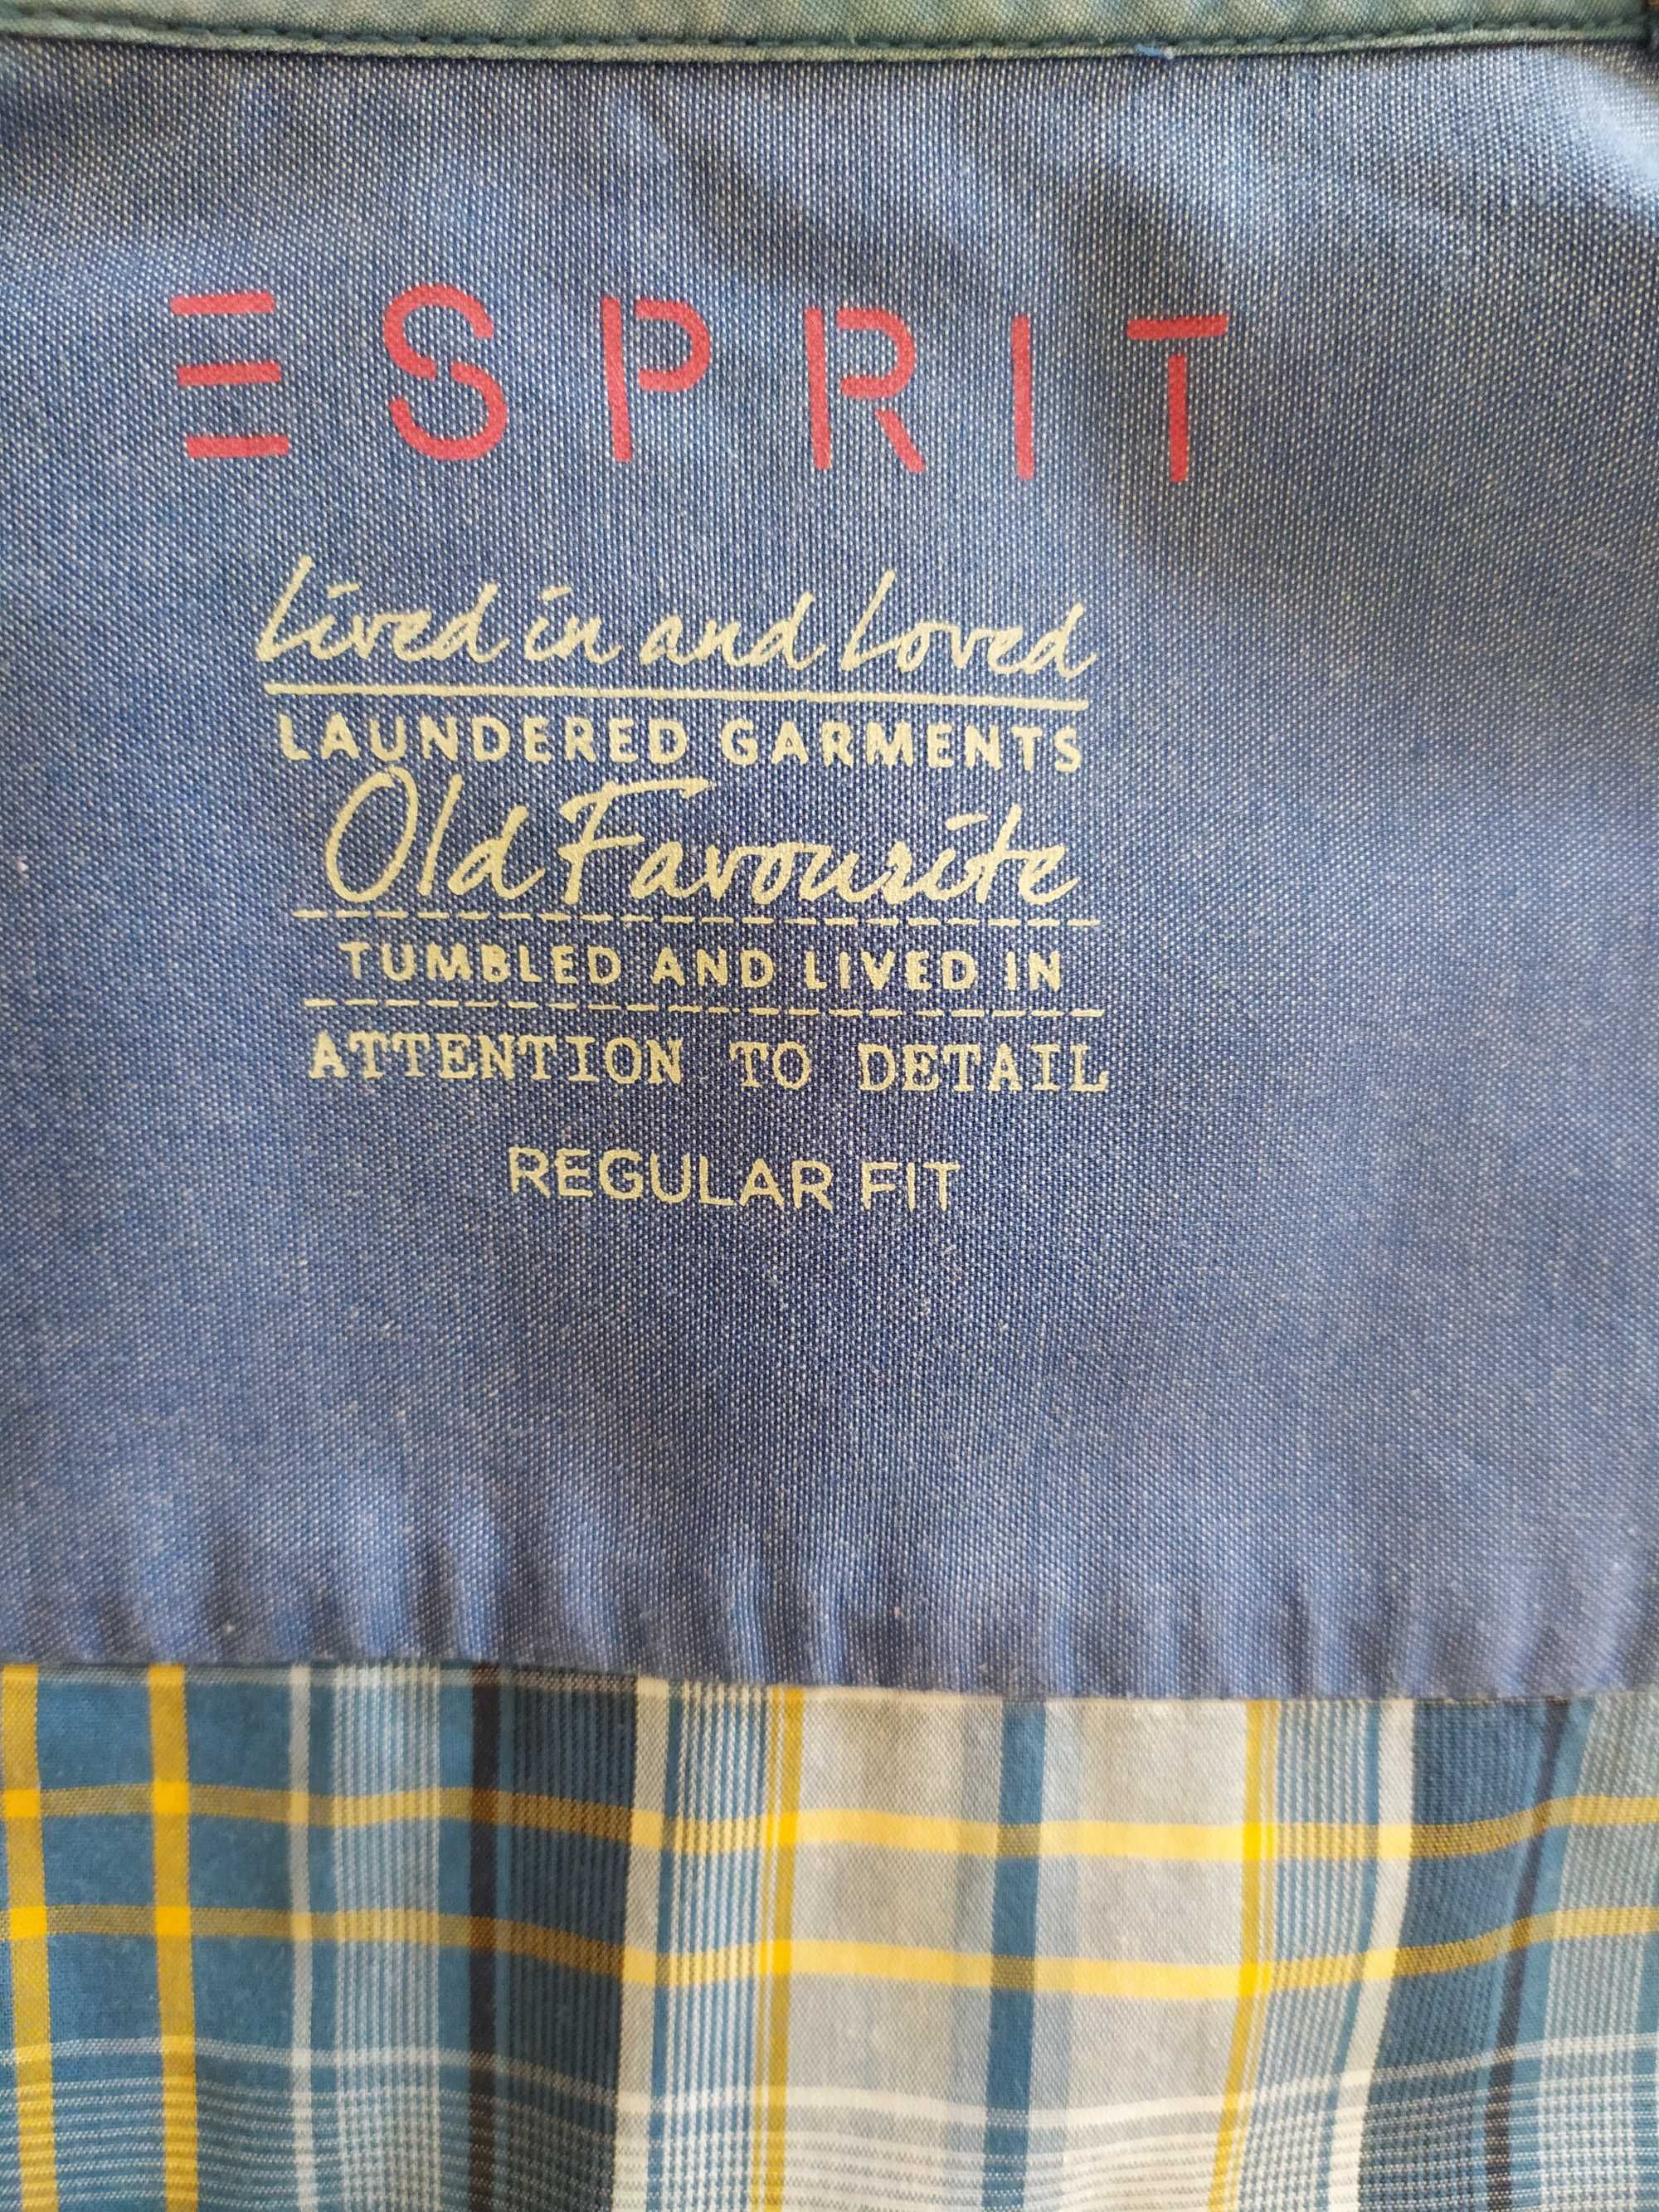 ESPRIT
Lived in and Loved
LAUNDERED GARMENTS
Old Favourite
TUMBLED AND LIVED IN
ATTENTION TO DETAIL
REGULAR FIT